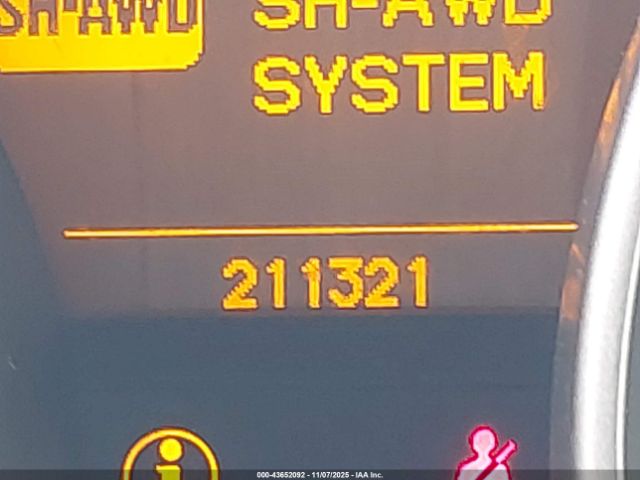 SH-AWD
SH-AWD
SYSTEM
211321
i
000-43652092 - 11/07/2025 - IAA Inc.